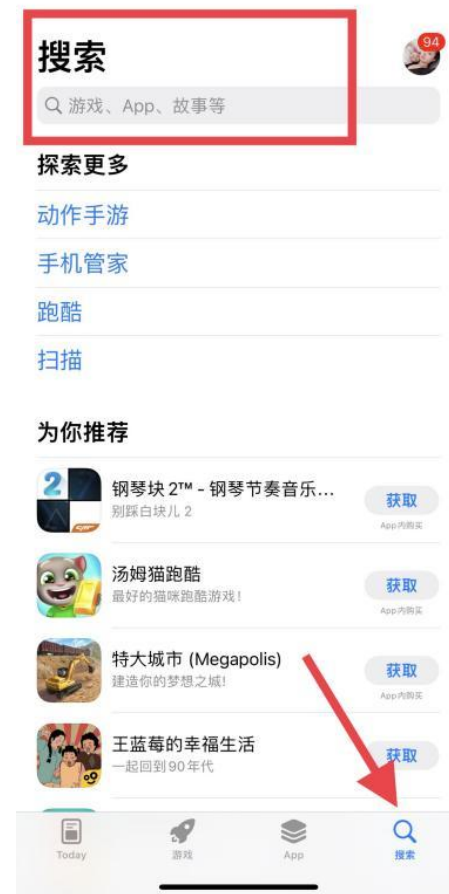 搜索
94
游戏、App、故事等
探索更多
动作手游
手机管家
跑酷
扫描
为你推荐
2
钢琴块 2™ - 钢琴节奏音乐...
别踩白块儿 2
获取
App内购买
汤姆猫跑酷
最好的猫咪跑酷游戏!
获取
App内购买
特大城市 (Megapolis)
建造你的梦想之城!
获取
App内购买
王蓝莓的幸福生活
一起回到90年代
获取
Today
游戏
App
搜索